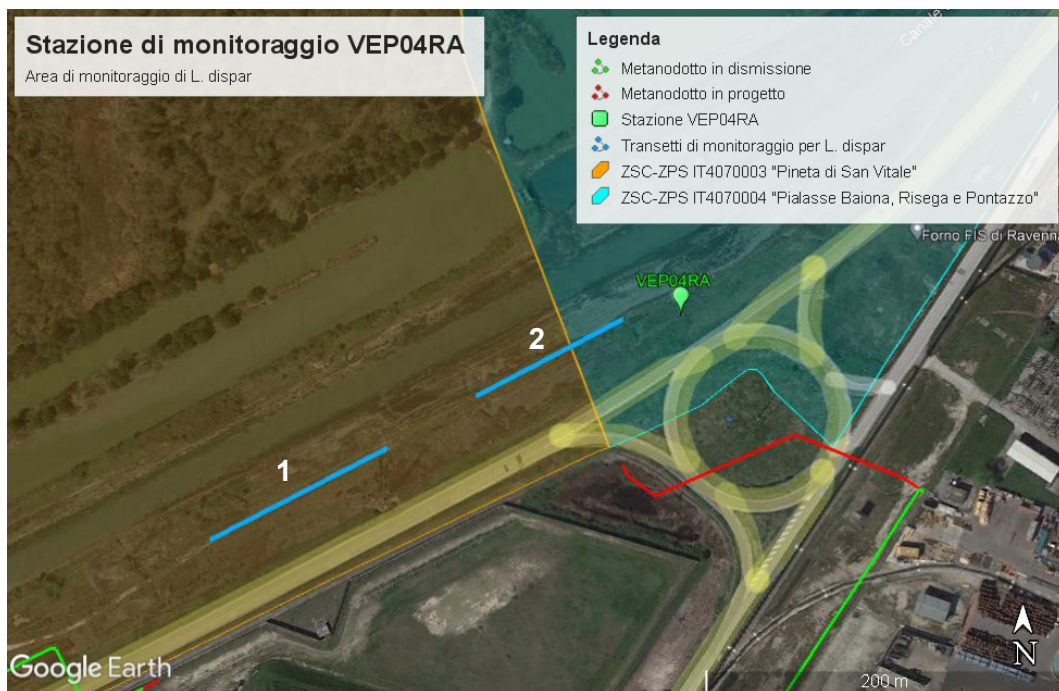 Stazione di monitoraggio VEP04RA
Area di monitoraggio di L. dispar
Legenda
Metanodotto in dismissione
Metanodotto in progetto
Stazione VEP04RA
Transetti di monitoraggio per L. dispar
ZSC-ZPS IT4070003 "Pineta di San Vitale"
ZSC-ZPS IT4070004 "Pialasse Baiona, Risega e Pontazzo"
Forno FIS di Ravenna
VEP04RA
2
1
Google Earth
N
200 m